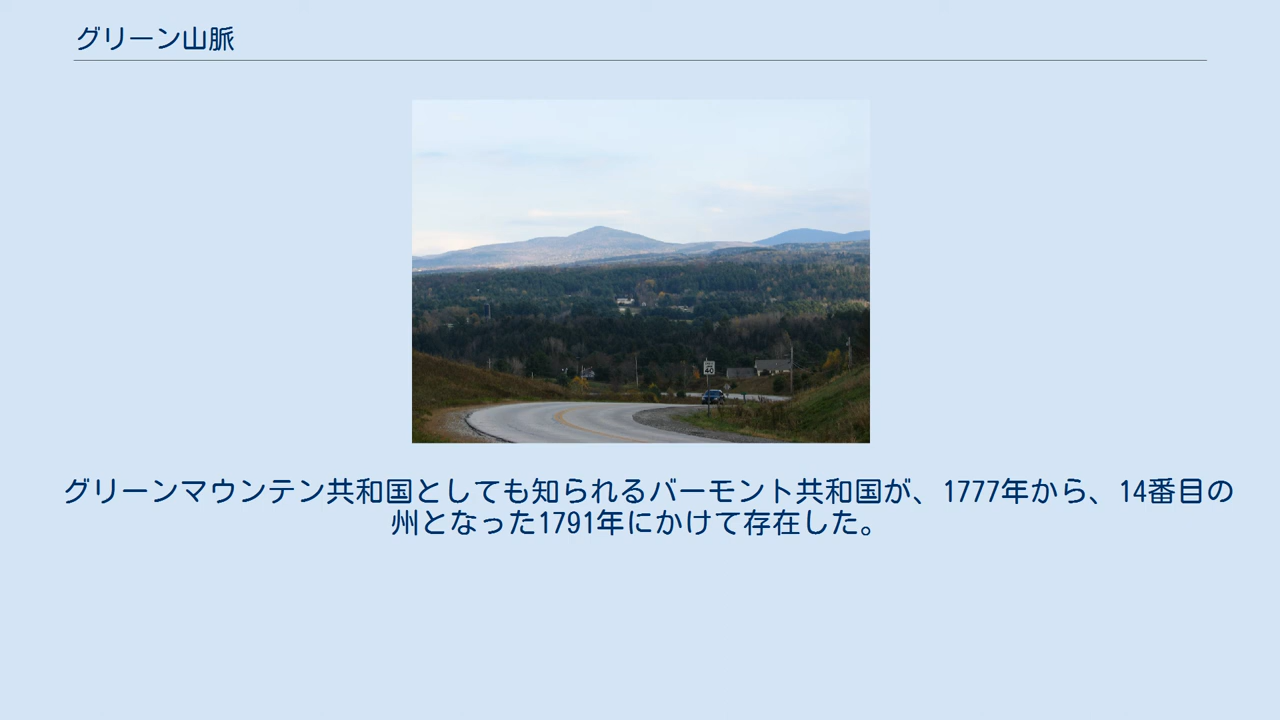 グリーン山脈
40
グリーンマウンテン共和国としても知られるバーモント共和国が、1777年から、14番目の
州となった1791年にかけて存在した。